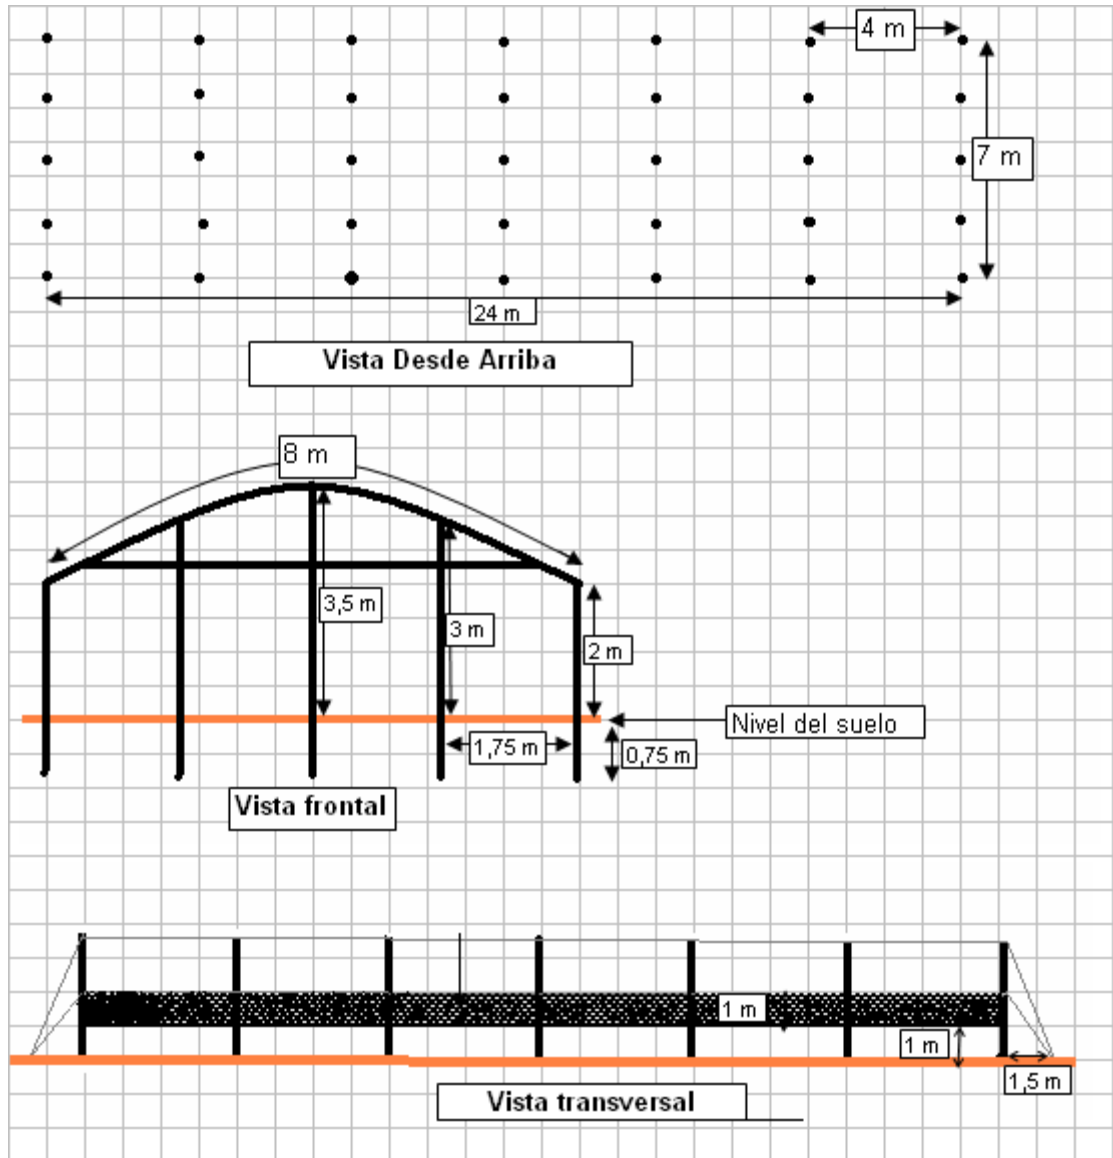 4 m
7 m
24 m
Vista Desde Arriba
8 m
3,5 m
3 m
2 m
Nivel del suelo
1,75 m
0,75 m
Vista frontal
1 m
1 m
1,5 m
Vista transversal